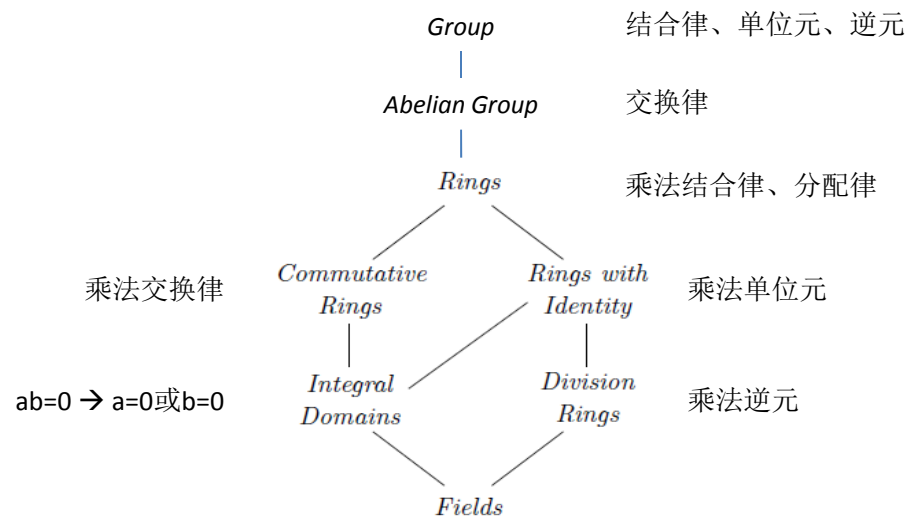 Group 结合律、单位元、逆元
Abelian Group 交换律
Rings 乘法结合律、分配律
乘法交换律 Commutative Rings with 乘法单位元
Rings Identity
ab=0 → a=0或b=0 Integral Division 乘法逆元
Domains Rings
Fields